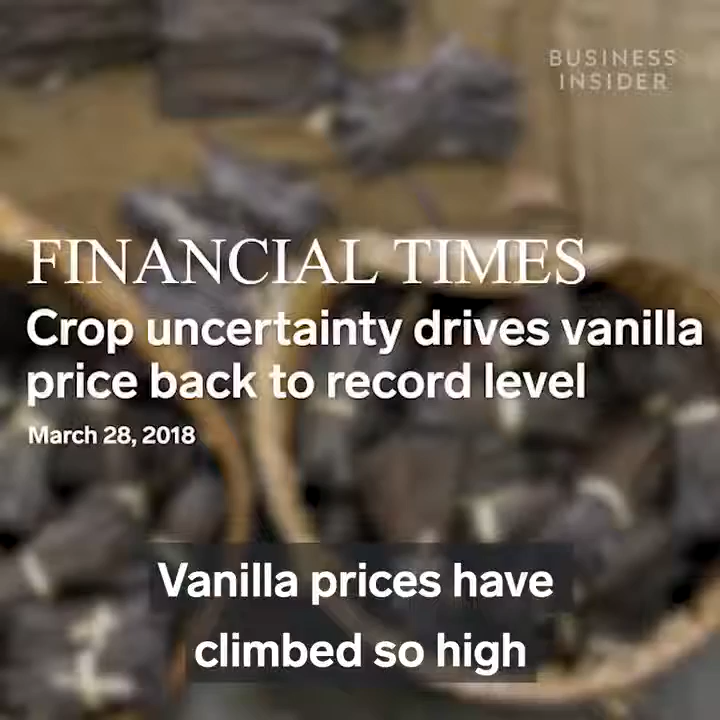 BUSINESS
INSIDER
FINANCIAL TIMES
Crop uncertainty drives vanilla
price back to record level
March 28, 2018
Vanilla prices have
climbed so high